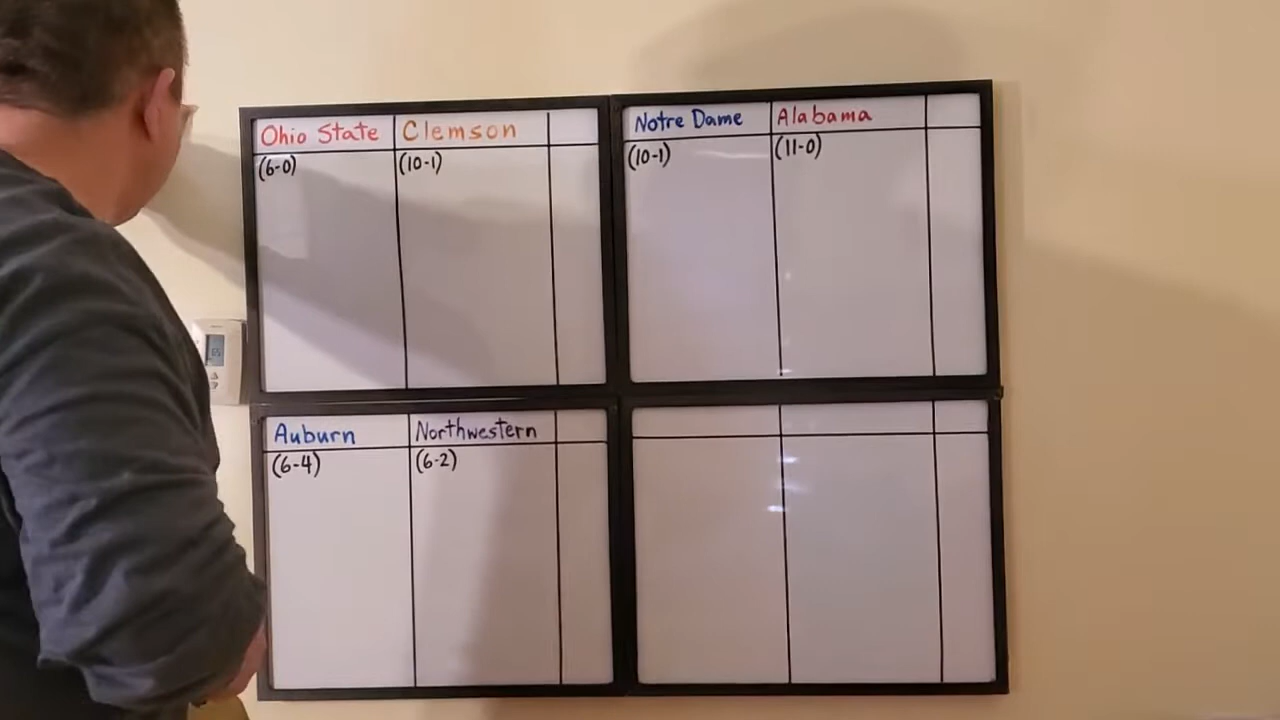 Ohio State Clemson
(6-0) (10-1)
Notre Dame Alabama
(10-1) (11-0)
Auburn Northwestern
(6-4) (6-2)